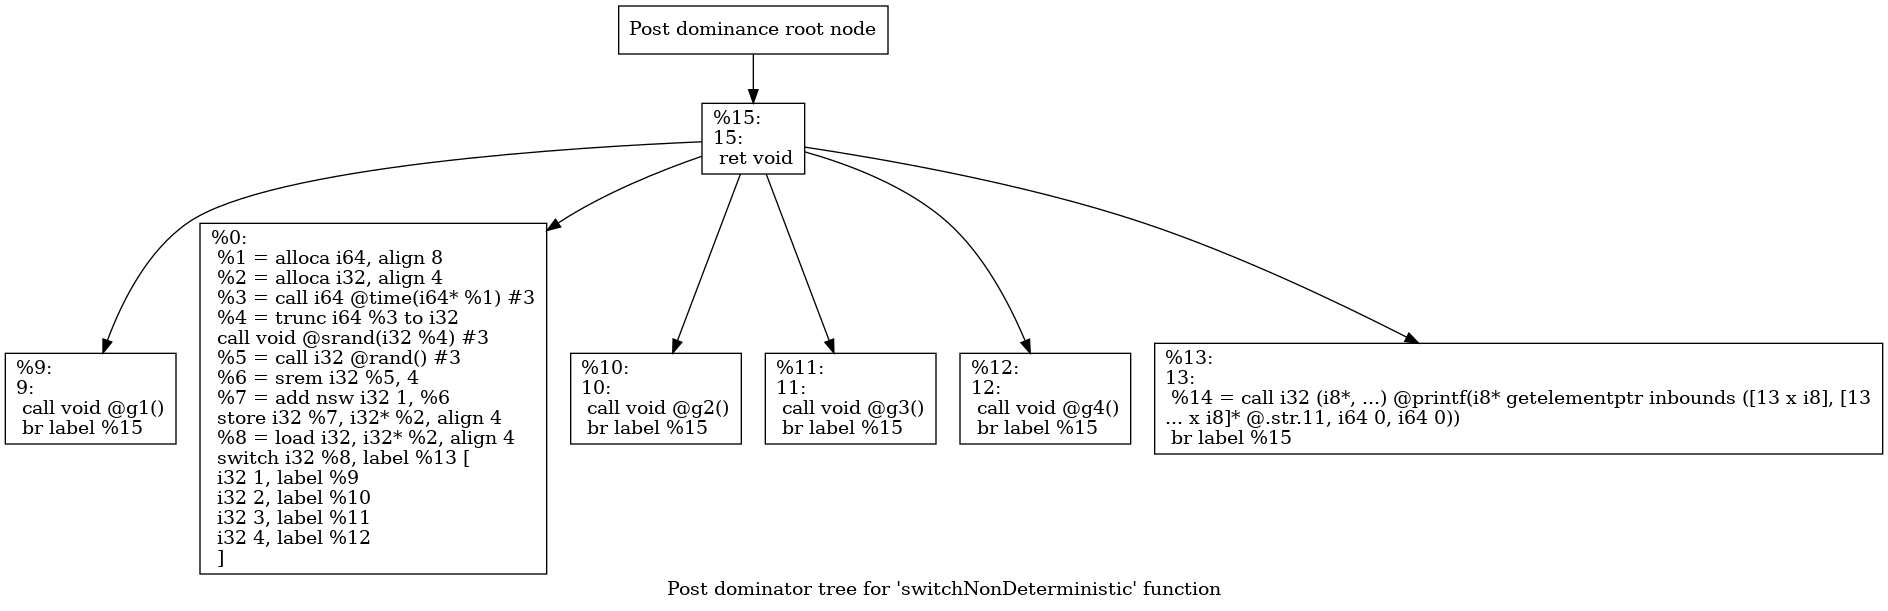 Post dominance root node
%15:
15:
ret void
%9:
9:
call void @g1()
br label %15
%0:
%1 = alloca i64, align 8
%2 = alloca i32, align 4
%3 = call i64 @time(i64* %1) #3
%4 = trunc i64 %3 to i32
call void @srand(i32 %4) #3
%5 = call i32 @rand() #3
%6 = srem i32 %5, 4
%7 = add nsw i32 1, %6
store i32 %7, i32* %2, align 4
%8 = load i32, i32* %2, align 4
switch i32 %8, label %13 [
i32 1, label %9
i32 2, label %10
i32 3, label %11
i32 4, label %12
]
%10:
10:
call void @g2()
br label %15
%11:
11:
call void @g3()
br label %15
%12:
12:
call void @g4()
br label %15
%13:
13:
%14 = call i32 (i8*, ...) @printf(i8* getelementptr inbounds ([13 x i8], [13
... x i8]* @.str.11, i64 0, i64 0))
br label %15
Post dominator tree for 'switchNonDeterministic' function